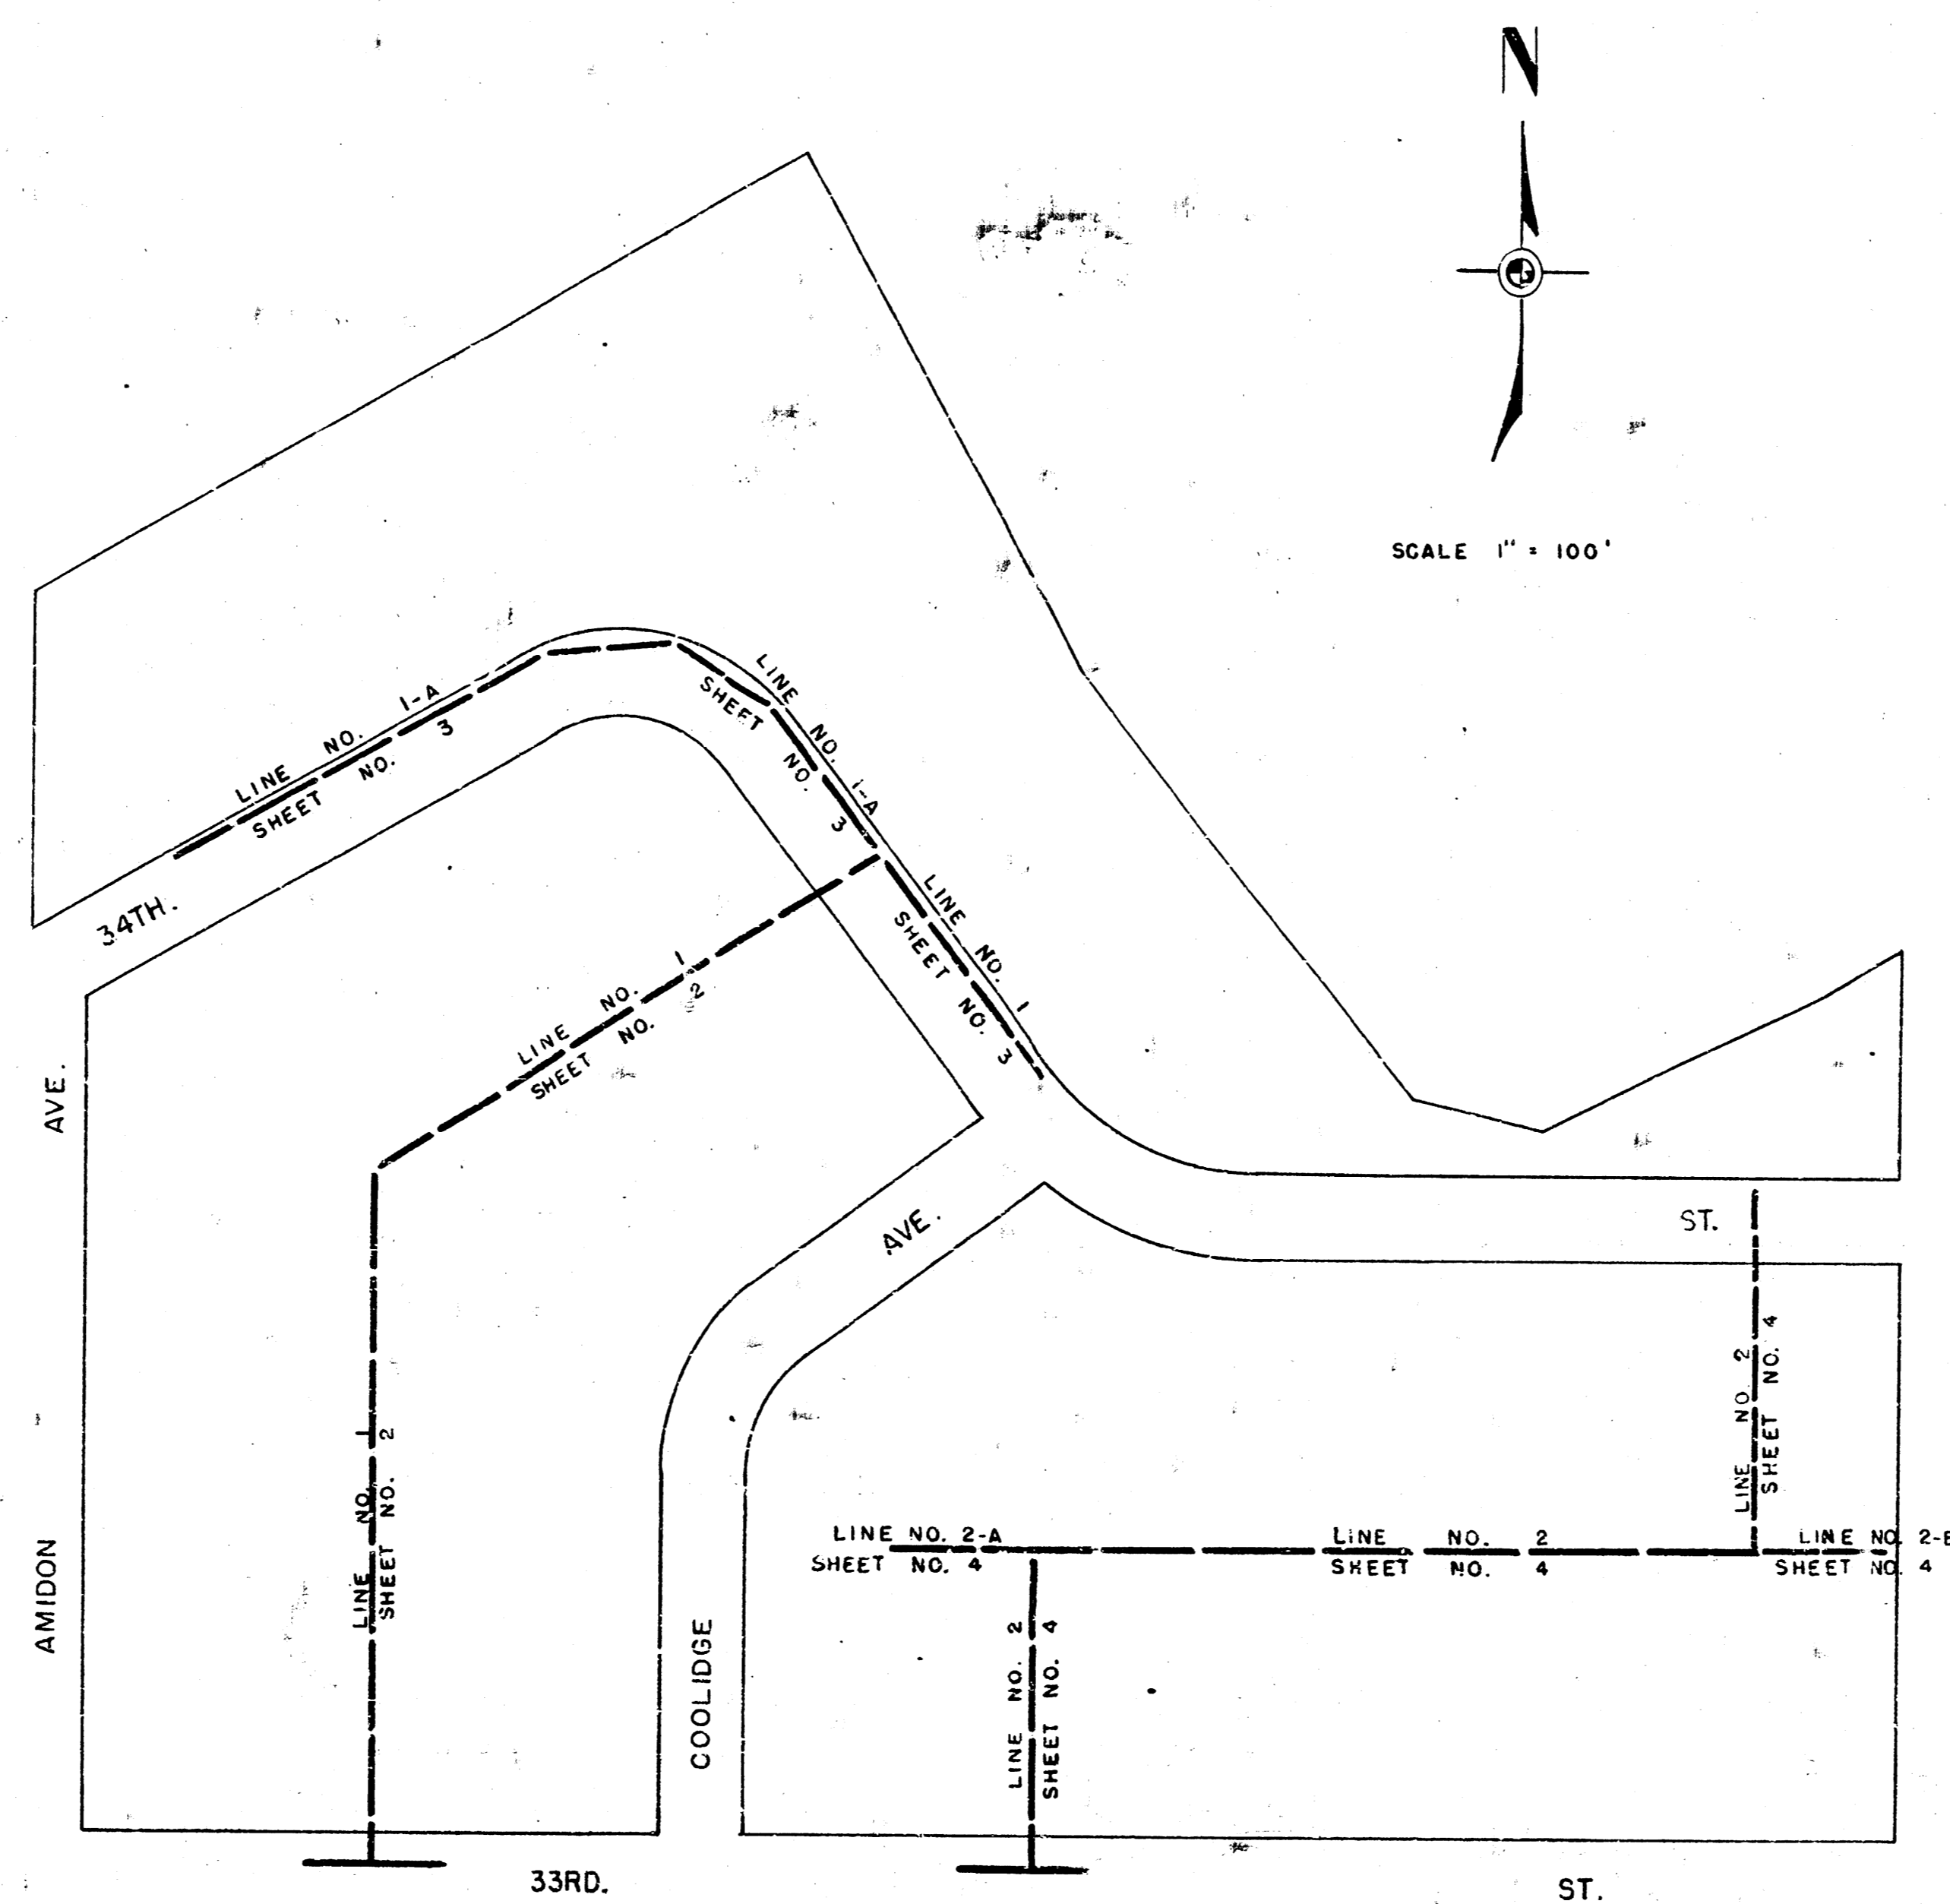 N
SCALE 1" = 100'
LINE NO. 1-A
SHEET NO. 3
LINE NO. 1-A
SHEET NO. 3
34TH.
LINE NO. 1
SHEET NO. 3
LINE NO. 1
SHEET NO. 2
AVE.
ST.
AVE.
LINE NO. 2
SHEET NO. 4
LINE NO. 1
SHEET NO. 2
AMIDON
LINE NO. 2-A
SHEET NO. 4
LINE NO. 2
SHEET NO. 4
LINE NO. 2-B
SHEET NO. 4
COOLIDGE
LINE NO. 2
SHEET NO. 4
33RD.
ST.